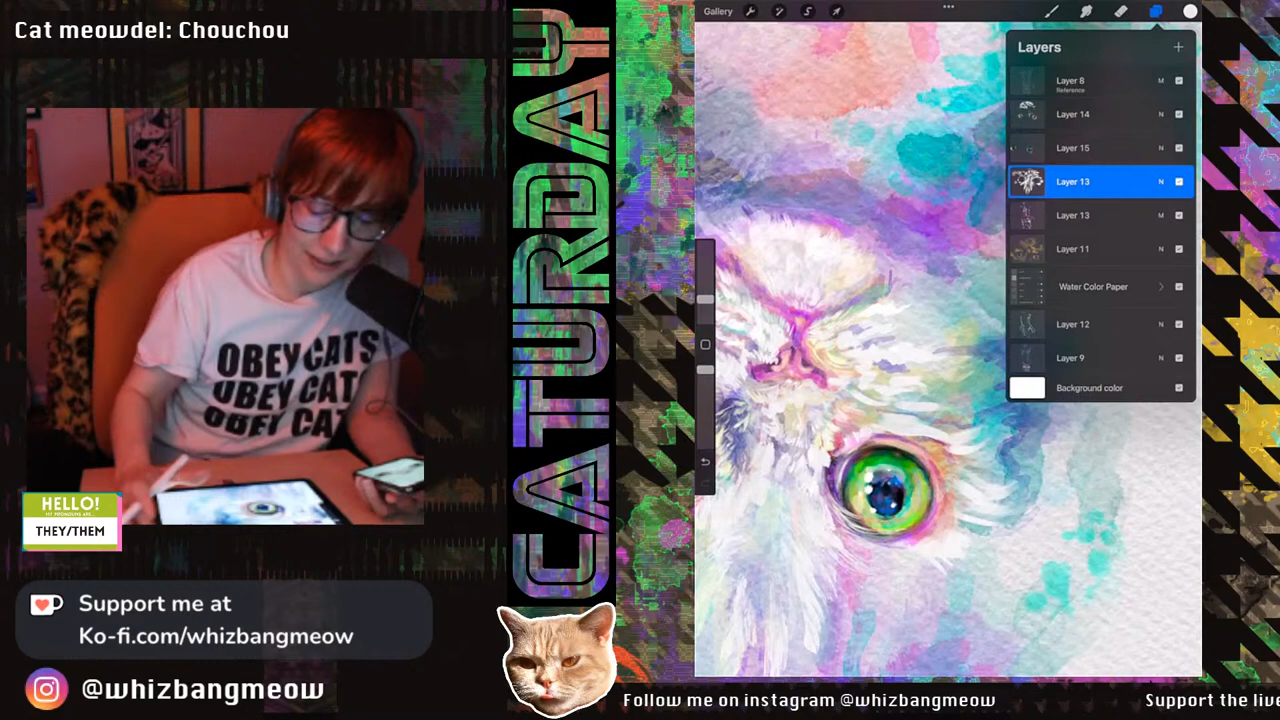 Cat meowdel: Chouchou
OBEY CATS
OBEY CATS
OBEY CA
HELLO!
THEY/THEM
Support me at
Ko-fi.com/whizbangmeow
@whizbangmeow
CATURDAY
Gallery
Layers
Layer 8
M
Reference
Layer 14
N
Layer 15
N
Layer 13
N
Layer 13
M
Layer 11
N
Water Color Paper
Layer 12
N
Layer 9
N
Background color
Follow me on instagram @whizbangmeow
Support the live